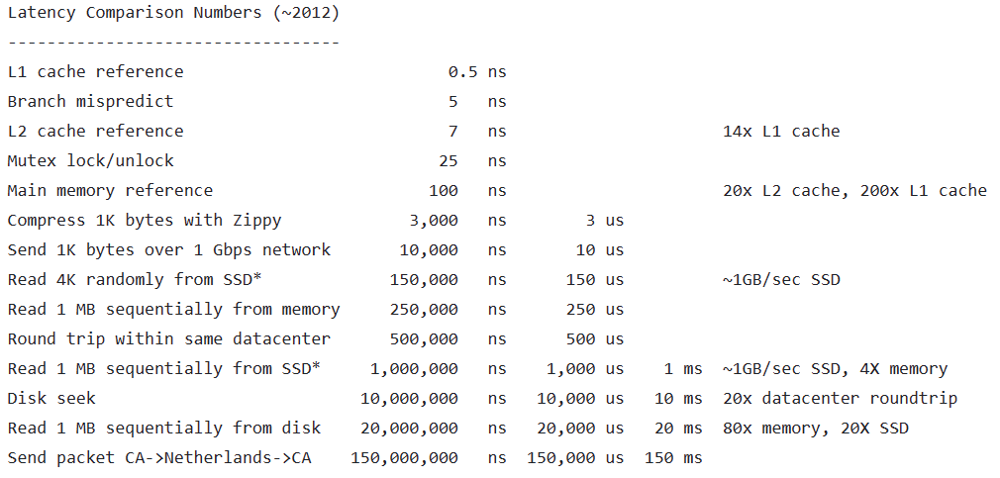 Latency Comparison Numbers (~2012)
----------------------------------
L1 cache reference                           0.5 ns
Branch mispredict                            5   ns
L2 cache reference                           7   ns                      14x L1 cache
Mutex lock/unlock                           25   ns
Main memory reference                      100   ns                      20x L2 cache, 200x L1 cache
Compress 1K bytes with Zippy             3,000   ns        3 us
Send 1K bytes over 1 Gbps network       10,000   ns       10 us
Read 4K randomly from SSD*             150,000   ns      150 us          ~1GB/sec SSD
Read 1 MB sequentially from memory     250,000   ns      250 us
Round trip within same datacenter      500,000   ns      500 us
Read 1 MB sequentially from SSD*     1,000,000   ns    1,000 us    1 ms  ~1GB/sec SSD, 4X memory
Disk seek                           10,000,000   ns   10,000 us   10 ms  20x datacenter roundtrip
Read 1 MB sequentially from disk    20,000,000   ns   20,000 us   20 ms  80x memory, 20X SSD
Send packet CA->Netherlands->CA    150,000,000   ns  150,000 us  150 ms